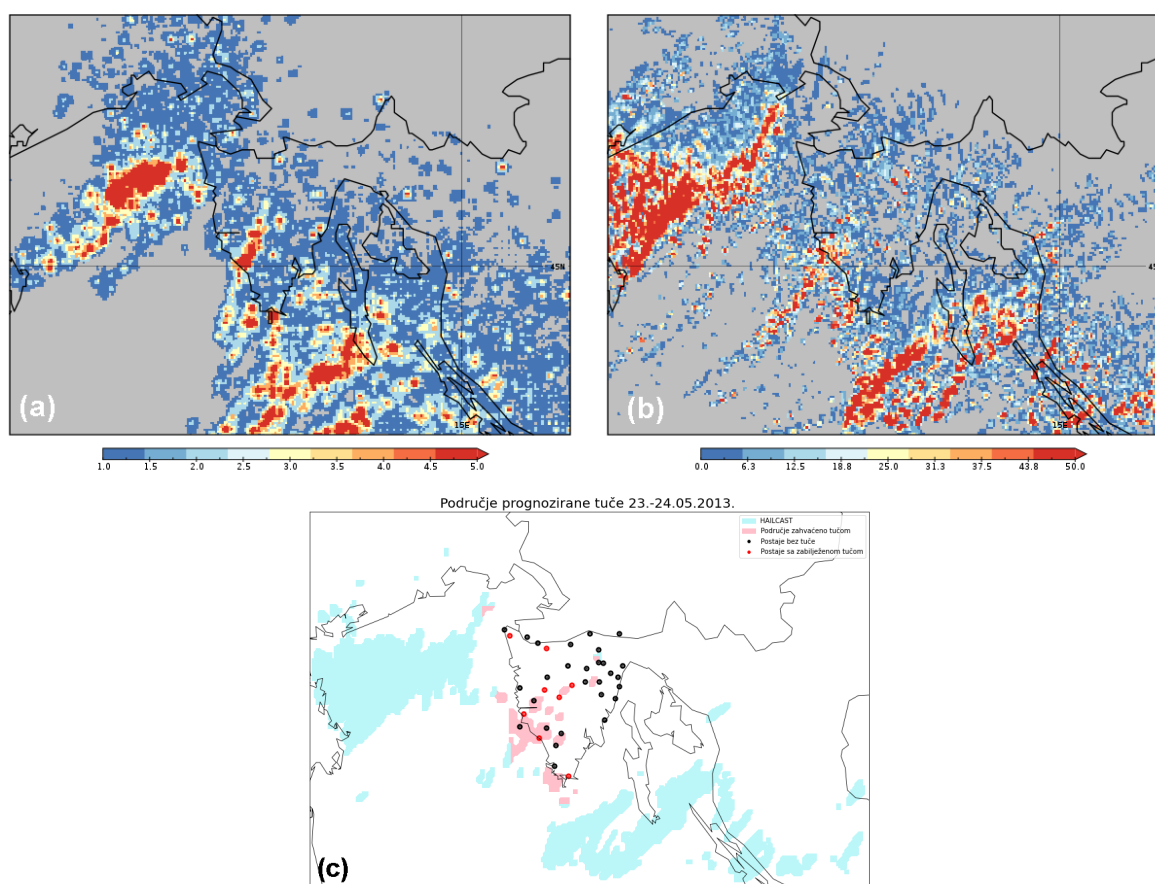 45N
15E
(a)
1.0 1.5 2.0 2.5 3.0 3.5 4.0 4.5 5.0
15E
(b)
0.0 6.3 12.5 18.8 25.0 31.3 37.5 43.8 50.0
Područje prognozirane tuče 23.-24.05.2013.
HAILCAST
Područje zahvaćeno tučom
Postaje bez tuče
Postaje sa zabilježenom tučom
(c)